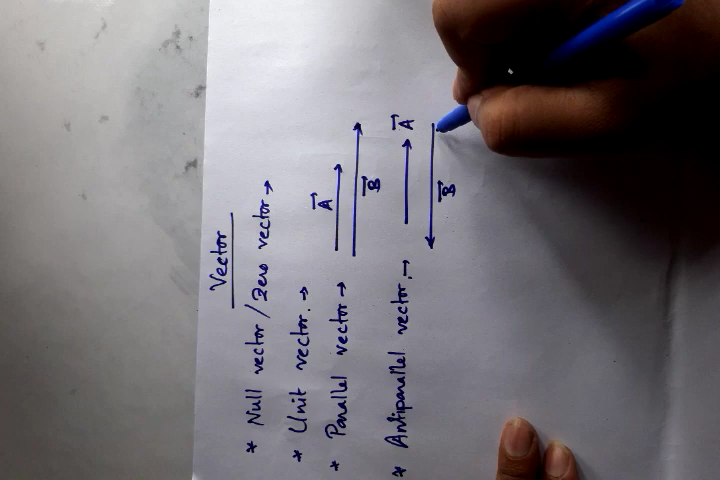 Vector
* Null vector / Zero vector →
* Unit vector. →
* Parallel vector → A B
* Antiparallel vector. → A B